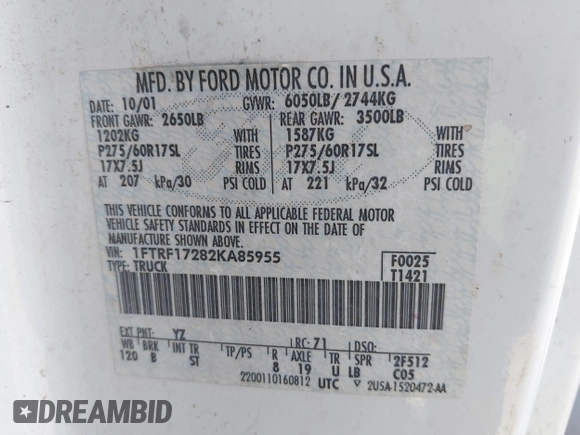 MFD. BY FORD MOTOR CO. IN U.S.A.
DATE: 10/01 GVWR: 6050LB/ 2744KG
FRONT GAWR: 2650LB REAR GAWR: 3500LB
1202KG WITH 1587KG WITH
P275/60R17SL TIRES P275/60R17SL TIRES
17X7.5J RIMS 17X7.5J RIMS
AT 207 kPa/30 PSI COLD AT 221 kPa/32 PSI COLD
THIS VEHICLE CONFORMS TO ALL APPLICABLE FEDERAL MOTOR
VEHICLE SAFETY STANDARDS IN EFFECT ON THE DATE OF
MANUFACTURE SHOWN ABOVE.
VIN: 1FTRF17282KA85955 F0025
TYPE: TRUCK T1421
EXT PNT: YZ RC: 71 DSO:
WB BRK INT TR TP/PS R AXLE TR SPR 2F512
120 B ST 8 19 U LB C05
2200110160812 UTC 2USA-1520472-AA
DREAMBID